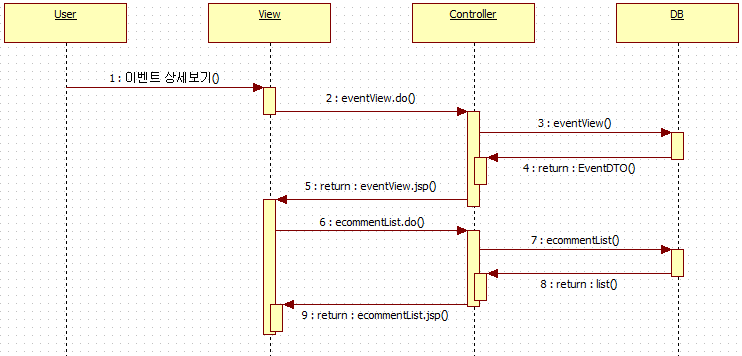 User
View
Controller
DB
1 : 이벤트 상세보기()
2 : eventView.do()
3 : eventView()
4 : return : EventDTO()
5 : return : eventView.jsp()
6 : ecommentList.do()
7 : ecommentList()
8 : return : list()
9 : return : ecommentList.jsp()